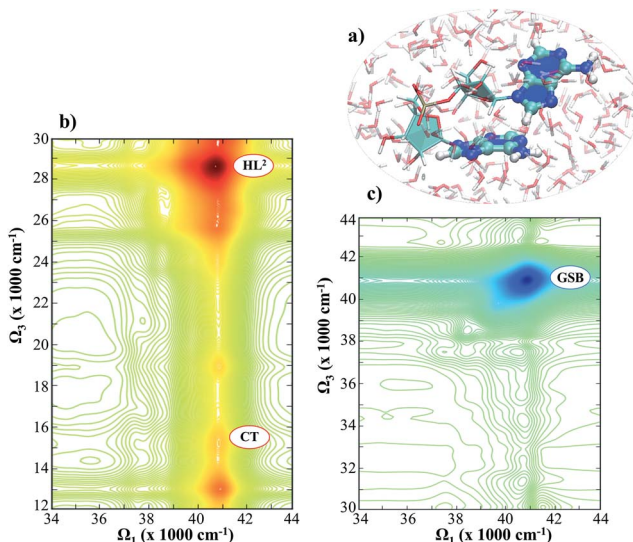 a)
b)
30
28
26
24
22
20
18
16
14
12
Ω3 (x 1000 cm-1)
HL²
CT
34 36 38 40 42 44
Ω1 (x 1000 cm-1)
c)
44
42
40
38
36
34
32
30
Ω3 (x 1000 cm-1)
GSB
34 36 38 40 42 44
Ω1 (x 1000 cm-1)